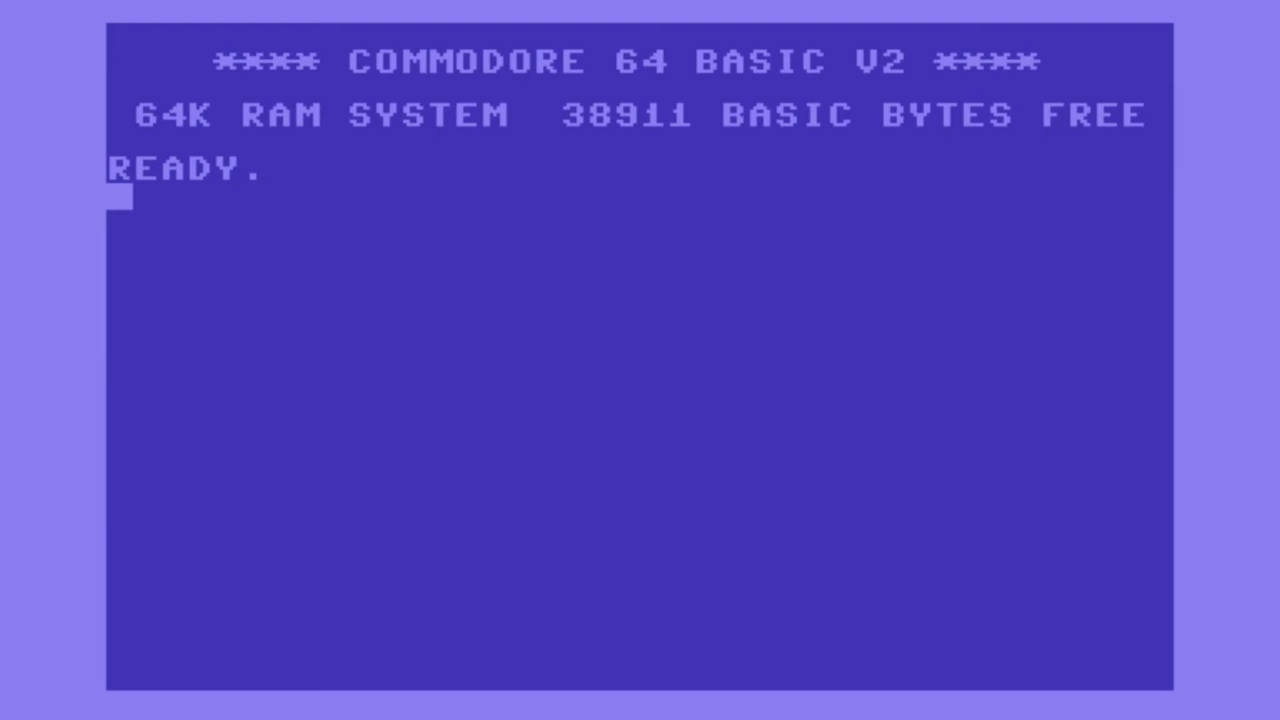 **** COMMODORE 64 BASIC V2 ****
64K RAM SYSTEM  38911 BASIC BYTES FREE
READY.